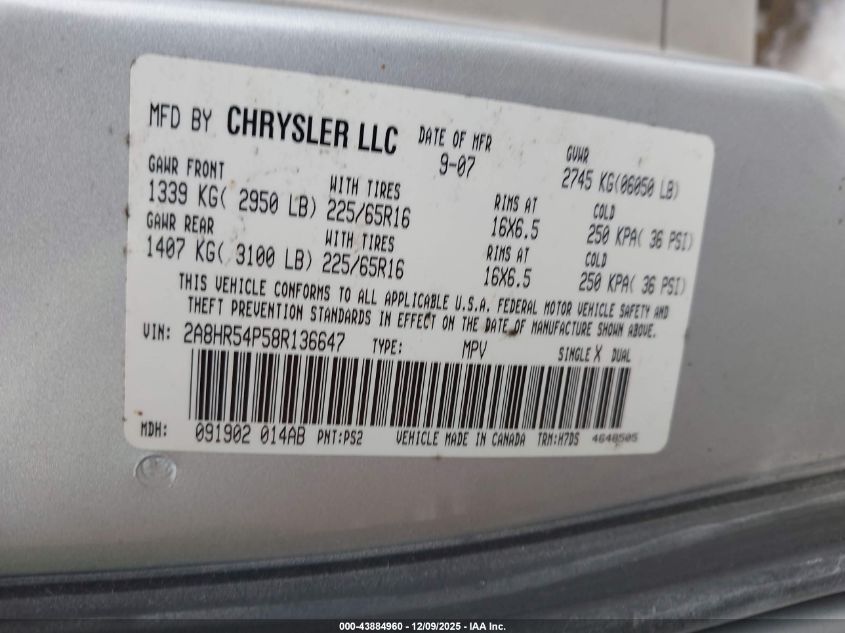 MFD BY CHRYSLER LLC DATE OF MFR GVWR
9-07 2745 KG(06050 LB)
GAWR FRONT WITH TIRES RIMS AT COLD
1339 KG( 2950 LB) 225/65R16 16X6.5 250 KPA( 36 PSI)
GAWR REAR WITH TIRES RIMS AT COLD
1407 KG( 3100 LB) 225/65R16 16X6.5 250 KPA( 36 PSI)
THIS VEHICLE CONFORMS TO ALL APPLICABLE U.S.A. FEDERAL MOTOR VEHICLE SAFETY AND
THEFT PREVENTION STANDARDS IN EFFECT ON THE DATE OF MANUFACTURE SHOWN ABOVE.
VIN: 2A8HR54P58R136647 TYPE: MPV SINGLE X DUAL
MDH: 091902 014AB PNT:PS2 VEHICLE MADE IN CANADA TRM:H7DS 4648505
000-43884960 - 12/09/2025 - IAA Inc.